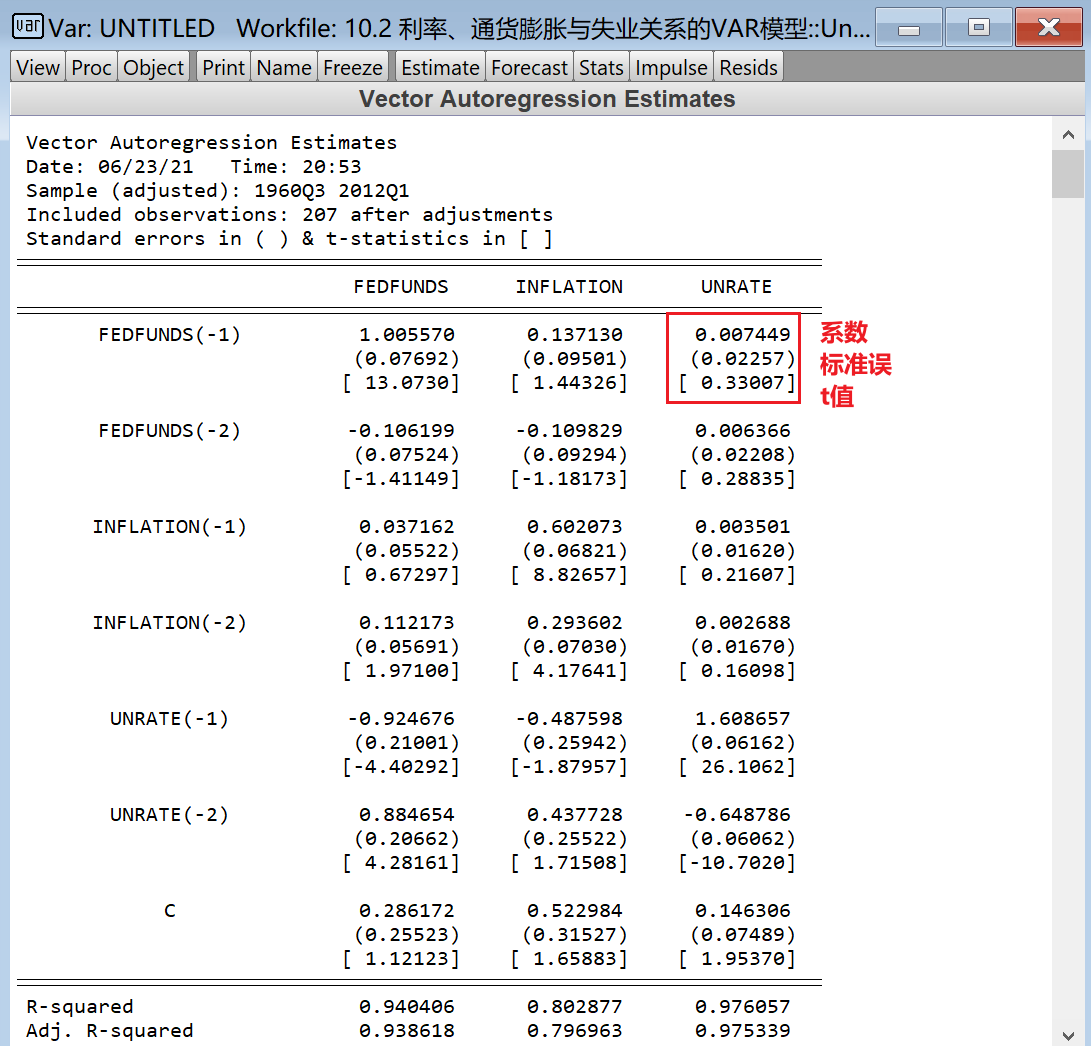 var Var: UNTITLED Workfile: 10.2 利率、通货膨胀与失业关系的VAR模型::Un...
View Proc Object Print Name Freeze Estimate Forecast Stats Impulse Resids
Vector Autoregression Estimates
Vector Autoregression Estimates
Date: 06/23/21 Time: 20:53
Sample (adjusted): 1960Q3 2012Q1
Included observations: 207 after adjustments
Standard errors in ( ) & t-statistics in [ ]
FEDFUNDS INFLATION UNRATE
FEDFUNDS(-1) 1.005570 0.137130 0.007449 系数
(0.07692) (0.09501) (0.02257) 标准误
[ 13.0730] [ 1.44326] [ 0.33007] t值
FEDFUNDS(-2) -0.106199 -0.109829 0.006366
(0.07524) (0.09294) (0.02208)
[-1.41149] [-1.18173] [ 0.28835]
INFLATION(-1) 0.037162 0.602073 0.003501
(0.05522) (0.06821) (0.01620)
[ 0.67297] [ 8.82657] [ 0.21607]
INFLATION(-2) 0.112173 0.293602 0.002688
(0.05691) (0.07030) (0.01670)
[ 1.97100] [ 4.17641] [ 0.16098]
UNRATE(-1) -0.924676 -0.487598 1.608657
(0.21001) (0.25942) (0.06162)
[-4.40292] [-1.87957] [ 26.1062]
UNRATE(-2) 0.884654 0.437728 -0.648786
(0.20662) (0.25522) (0.06062)
[ 4.28161] [ 1.71508] [-10.7020]
C 0.286172 0.522984 0.146306
(0.25523) (0.31527) (0.07489)
[ 1.12123] [ 1.65883] [ 1.95370]
R-squared 0.940406 0.802877 0.976057
Adj. R-squared 0.938618 0.796963 0.975339